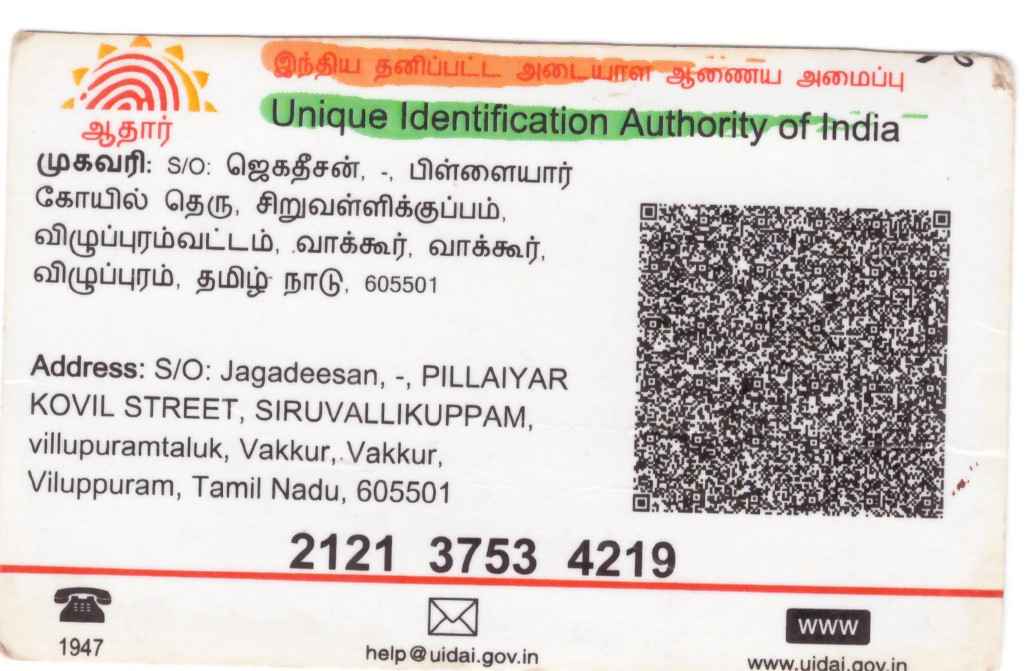 இந்திய தனிப்பட்ட அடையாள ஆணைய அமைப்பு
Unique Identification Authority of India
ஆதார்
முகவரி: S/O: ஜெகதீசன், -, பிள்ளையார்
கோயில் தெரு, சிறுவள்ளிக்குப்பம்,
விழுப்புரம்வட்டம், வாக்கூர், வாக்கூர்,
விழுப்புரம், தமிழ் நாடு, 605501
Address: S/O: Jagadeesan, -, PILLAIYAR
KOVIL STREET, SIRUVALLIKUPPAM,
villupuramtaluk, Vakkur, Vakkur,
Viluppuram, Tamil Nadu, 605501
2121 3753 4219
WWW
1947
help@uidai.gov.in
www.uidai.gov.in